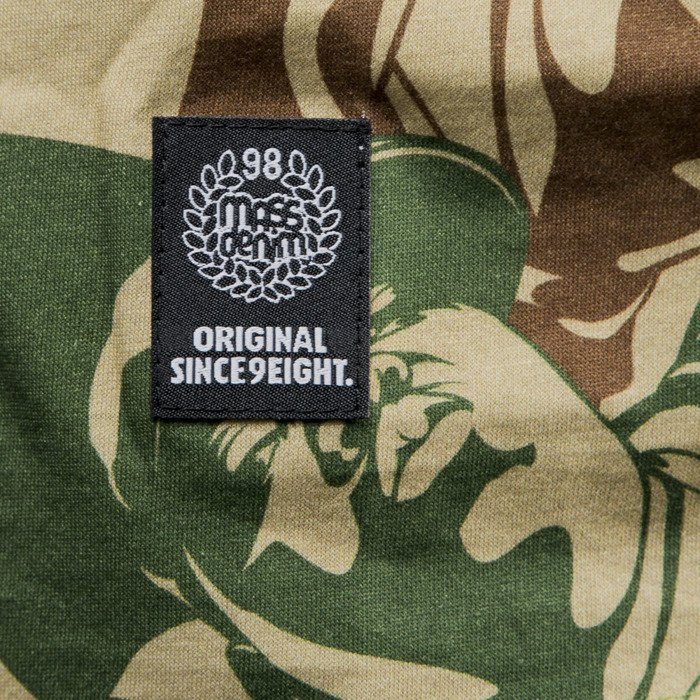 98
mass
denim
ORIGINAL
SINCE9EIGHT.